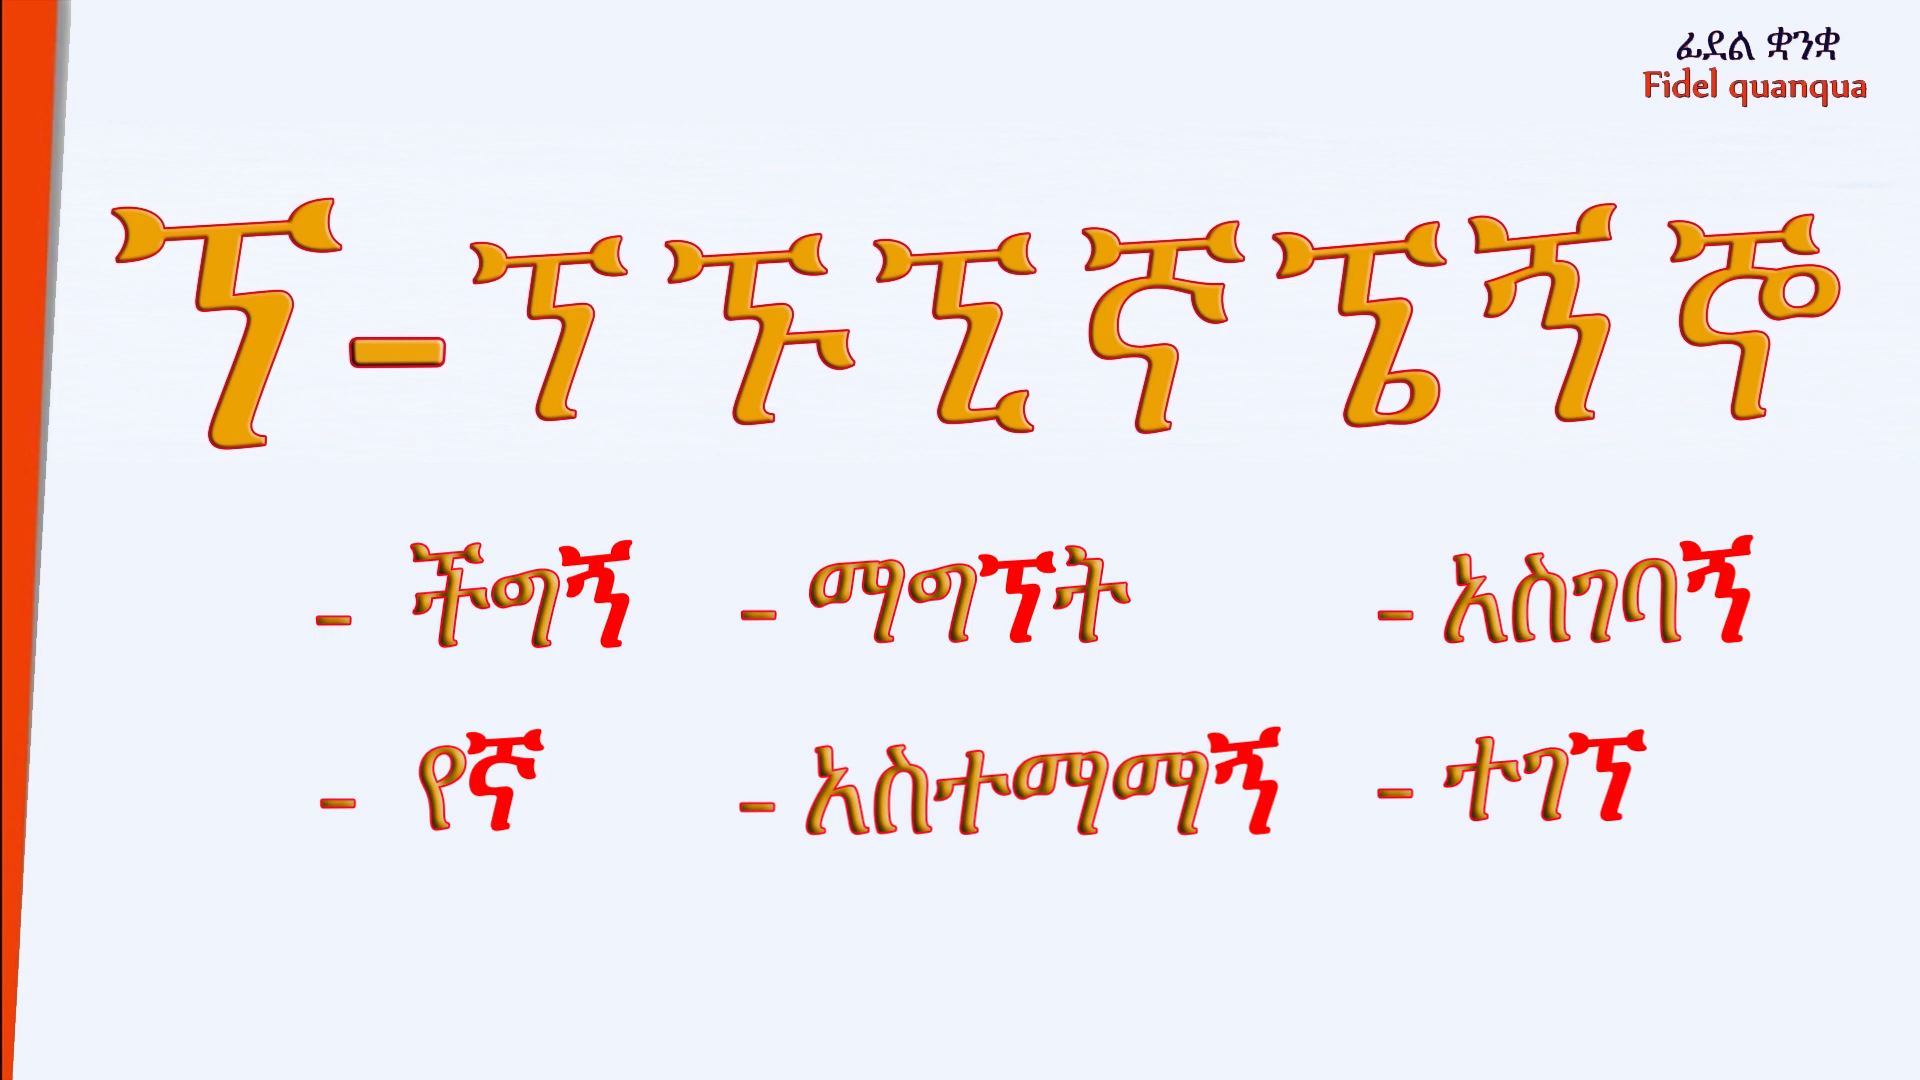 ፊደል ቋንቋ
Fidel quanqua
ኘ - ኘ ኙ ኚ ኛ ኜ ኝ ኞ
- ችግኝ - ማግኘት - አስገባኝ
- የኛ - አስተማማኝ - ተገኘ